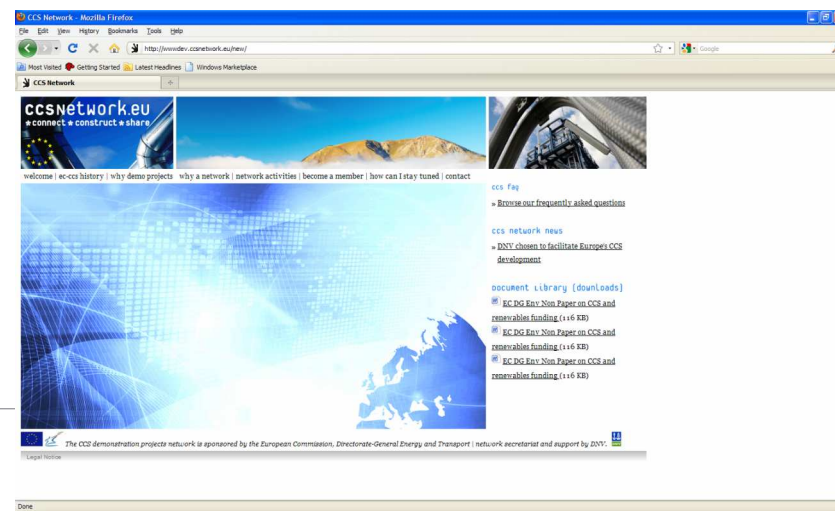 CCS Network - Mozilla Firefox
File Edit View History Bookmarks Tools Help
http://wwwdev.ccsnetwork.eu/new/
Google
Most Visited Getting Started Latest Headlines Windows Marketplace
CCS Network
ccsnetwork.eu
connect ★ construct ★ share
welcome | ec-ccs history | why demo projects why a network | network activities | become a member | how can I stay tuned | contact
ccs faq
» Browse our frequently asked questions
ccs network news
» DNV chosen to facilitate Europe's CCS
development
Document Library (downloads)
EC DG Env Non Paper on CCS and
renewables funding (116 KB)
EC DG Env Non Paper on CCS and
renewables funding (116 KB)
EC DG Env Non Paper on CCS and
renewables funding (116 KB)
The CCS demonstration projects network is sponsored by the European Commission, Directorate-General Energy and Transport | network secretariat and support by DNV.
Legal Notice
Done